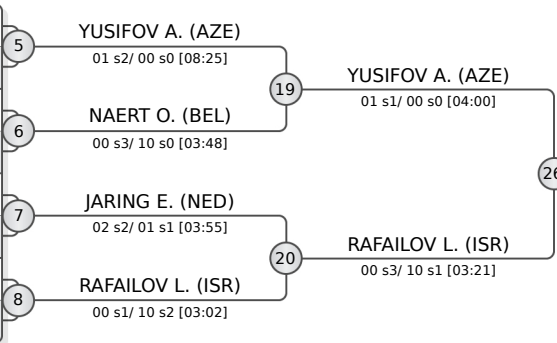 YUSIFOV A. (AZE)
5
01 s2/ 00 s0 [08:25]
19
YUSIFOV A. (AZE)
01 s1/ 00 s0 [04:00]
NAERT O. (BEL)
6
00 s3/ 10 s0 [03:48]
26
JARING E. (NED)
7
02 s2/ 01 s1 [03:55]
20
RAFAILOV L. (ISR)
00 s3/ 10 s1 [03:21]
RAFAILOV L. (ISR)
8
00 s1/ 10 s2 [03:02]